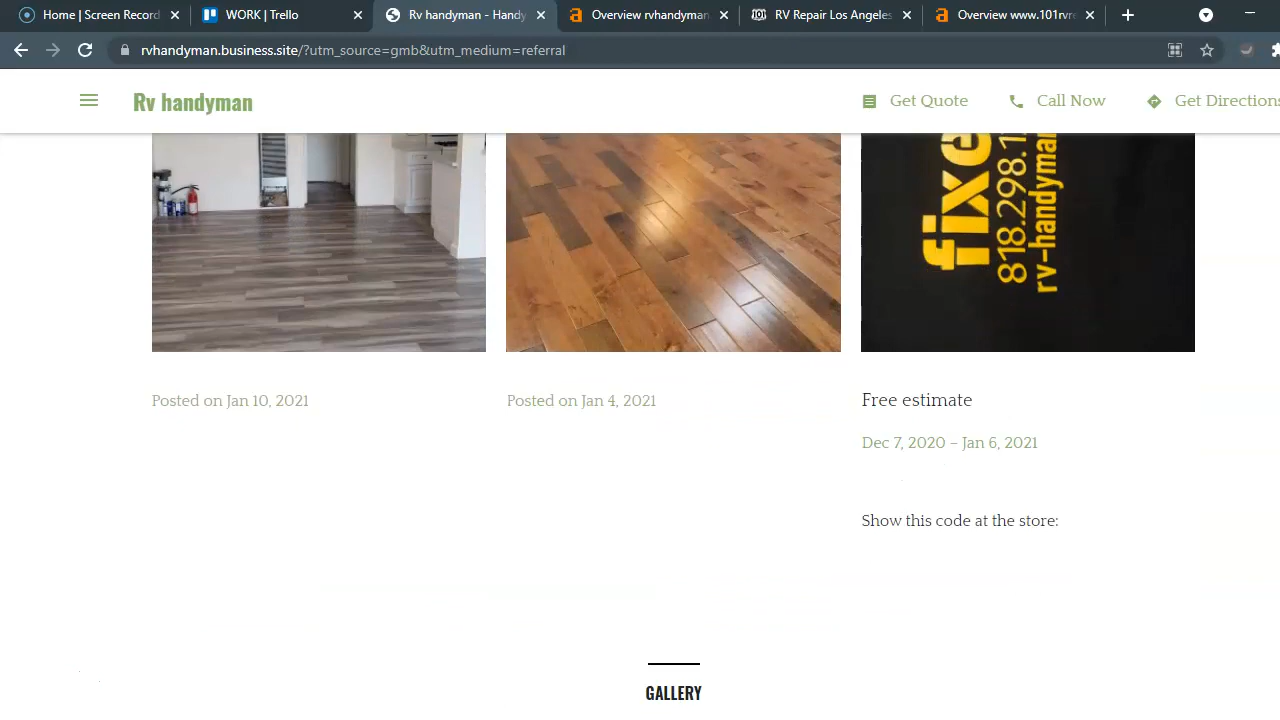 Home | Screen Record
WORK | Trello
Rv handyman - Handy
Overview rvhandyman
RV Repair Los Angeles
Overview www.101rvr
rvhandyman.business.site/?utm_source=gmb&utm_medium=referral
Rv handyman
Get Quote
Call Now
Get Directions
fixe
818.298.1
rv-handyman
Posted on Jan 10, 2021
Posted on Jan 4, 2021
Free estimate
Dec 7, 2020 – Jan 6, 2021
Show this code at the store:
GALLERY